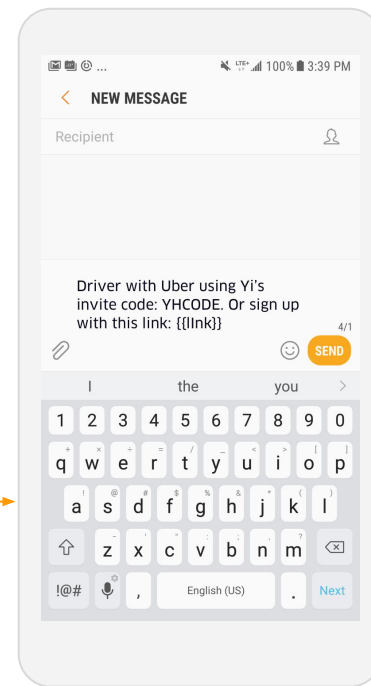 ... LTE+ 100% 3:39 PM
< NEW MESSAGE
Recipient
Driver with Uber using Yi's
invite code: YHCODE. Or sign up
with this link: {{lInk}}
4/1
SEND
I the you >
1 2 3 4 5 6 7 8 9 0
+ × ÷ = / _ < > [ ]
q w e r t y u i o p
! @ # $ % ^ & * ( )
a s d f g h j k l
- ' " : ; , ?
z x c v b n m
!@# , English (US) . Next